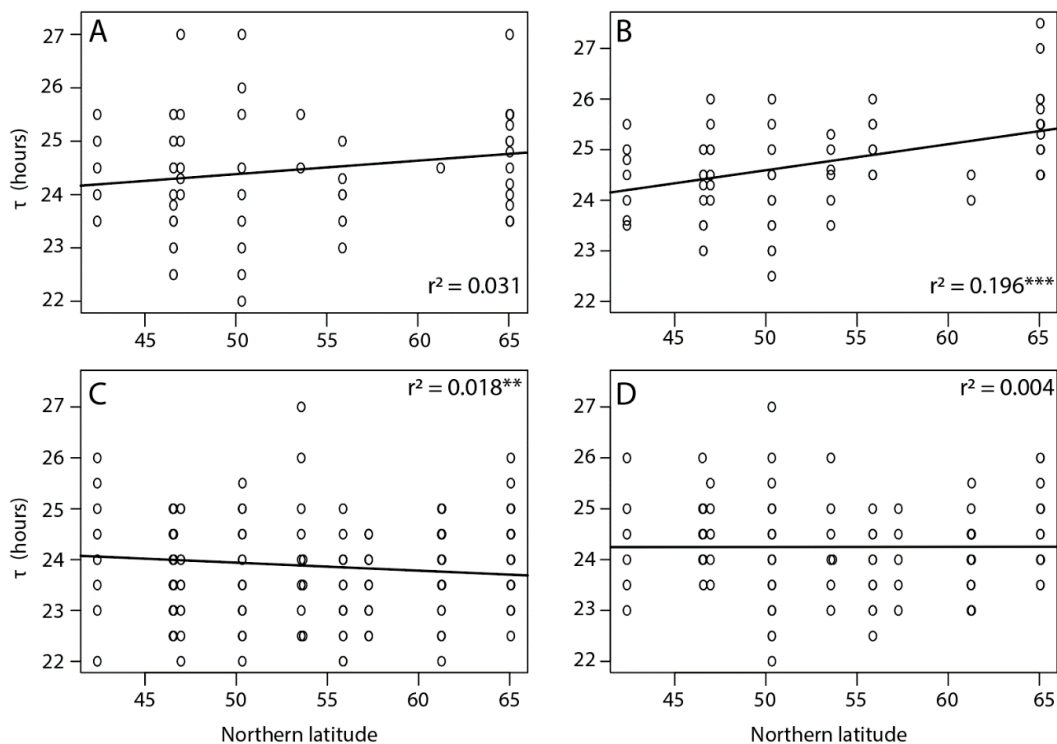 A
B
27
26
25
24
23
22
τ (hours)
r² = 0.031
45 50 55 60 65
27
26
25
24
23
22
r² = 0.196***
45 50 55 60 65
C
r² = 0.018**
D
r² = 0.004
27
26
25
24
23
22
τ (hours)
45 50 55 60 65
Northern latitude
27
26
25
24
23
22
45 50 55 60 65
Northern latitude